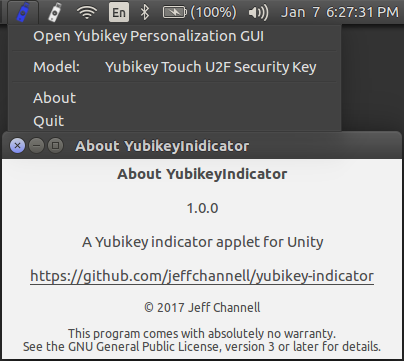 En (100%) Jan 7 6:27:31 PM
Open Yubikey Personalization GUI
Model: Yubikey Touch U2F Security Key
About
Quit
About YubikeyInidicator
About YubikeyIndicator
1.0.0
A Yubikey indicator applet for Unity
https://github.com/jeffchannell/yubikey-indicator
© 2017 Jeff Channell
This program comes with absolutely no warranty.
See the GNU General Public License, version 3 or later for details.